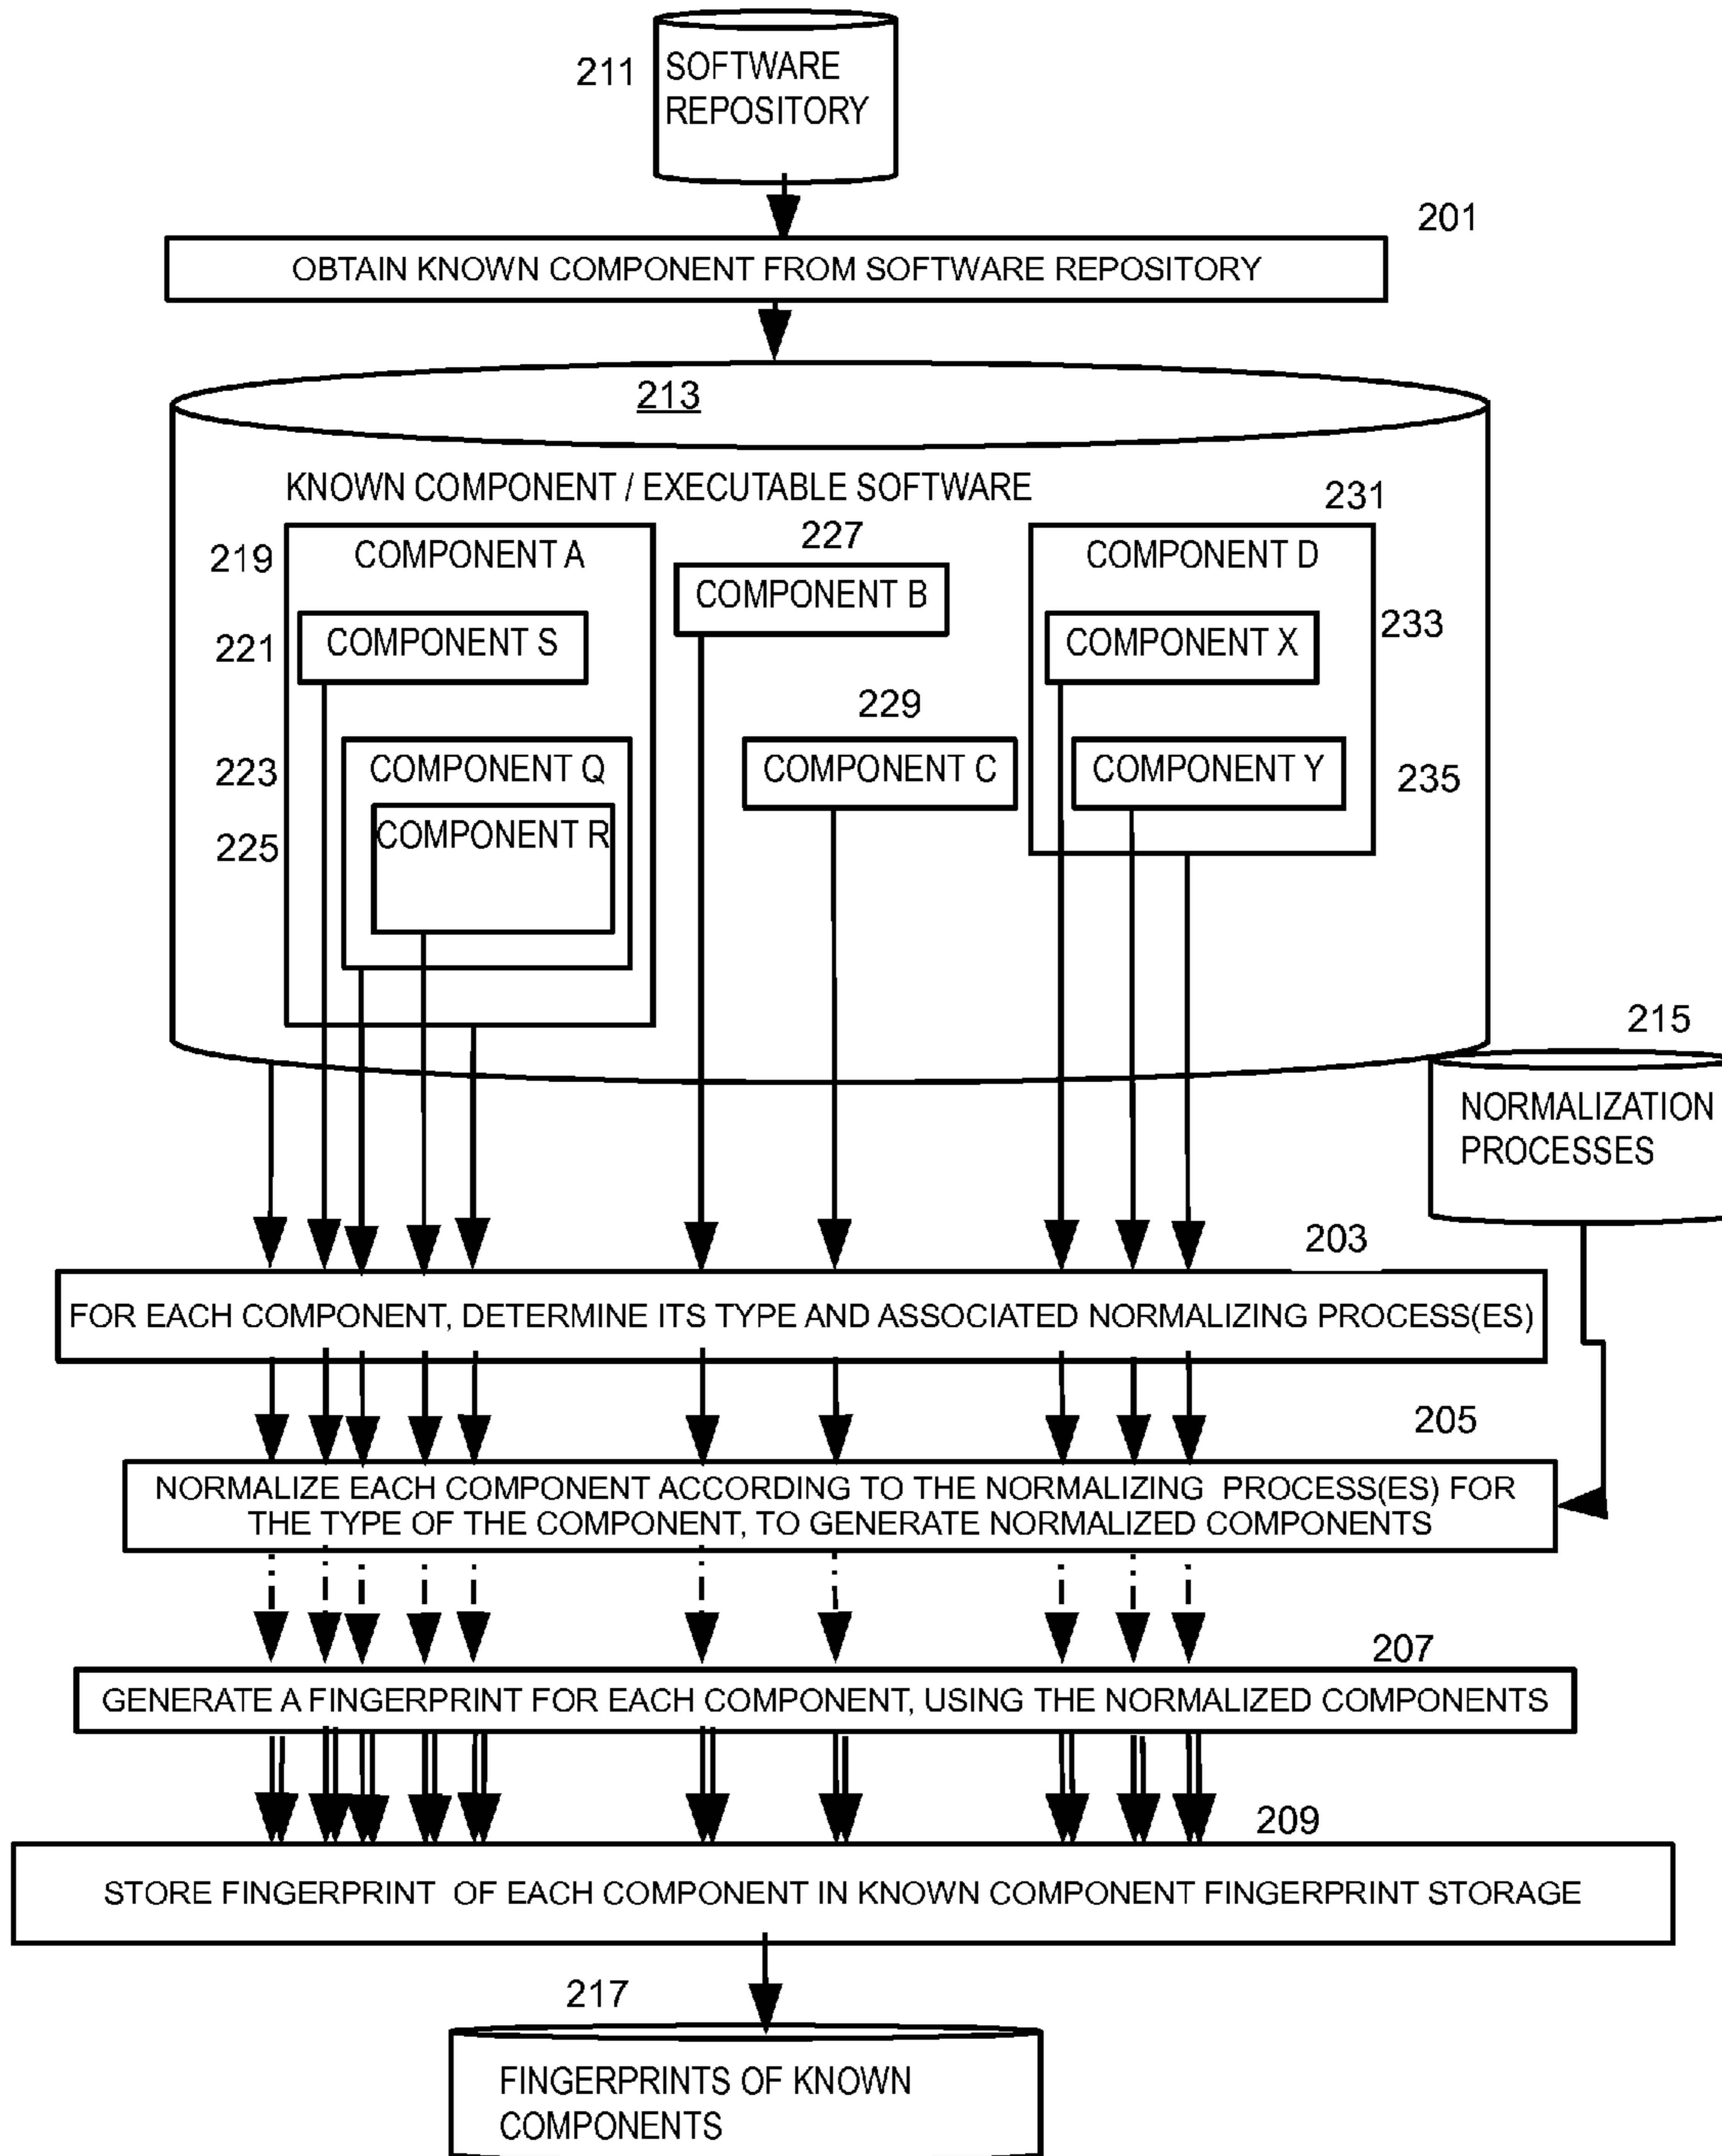 211
SOFTWARE
REPOSITORY
201
OBTAIN KNOWN COMPONENT FROM SOFTWARE REPOSITORY
213
KNOWN COMPONENT / EXECUTABLE SOFTWARE
219
COMPONENT A
221
COMPONENT S
223
COMPONENT Q
225
COMPONENT R
227
COMPONENT B
229
COMPONENT C
231
COMPONENT D
COMPONENT X
233
COMPONENT Y
235
215
NORMALIZATION
PROCESSES
203
FOR EACH COMPONENT, DETERMINE ITS TYPE AND ASSOCIATED NORMALIZING PROCESS(ES)
205
NORMALIZE EACH COMPONENT ACCORDING TO THE NORMALIZING PROCESS(ES) FOR
THE TYPE OF THE COMPONENT, TO GENERATE NORMALIZED COMPONENTS
207
GENERATE A FINGERPRINT FOR EACH COMPONENT, USING THE NORMALIZED COMPONENTS
209
STORE FINGERPRINT OF EACH COMPONENT IN KNOWN COMPONENT FINGERPRINT STORAGE
217
FINGERPRINTS OF KNOWN
COMPONENTS